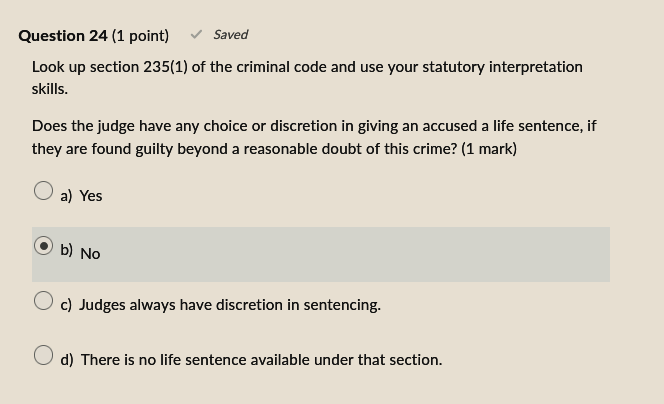 Question 24 (1 point) ✓ Saved
Look up section 235(1) of the criminal code and use your statutory interpretation
skills.
Does the judge have any choice or discretion in giving an accused a life sentence, if
they are found guilty beyond a reasonable doubt of this crime? (1 mark)
a) Yes
b) No
c) Judges always have discretion in sentencing.
d) There is no life sentence available under that section.